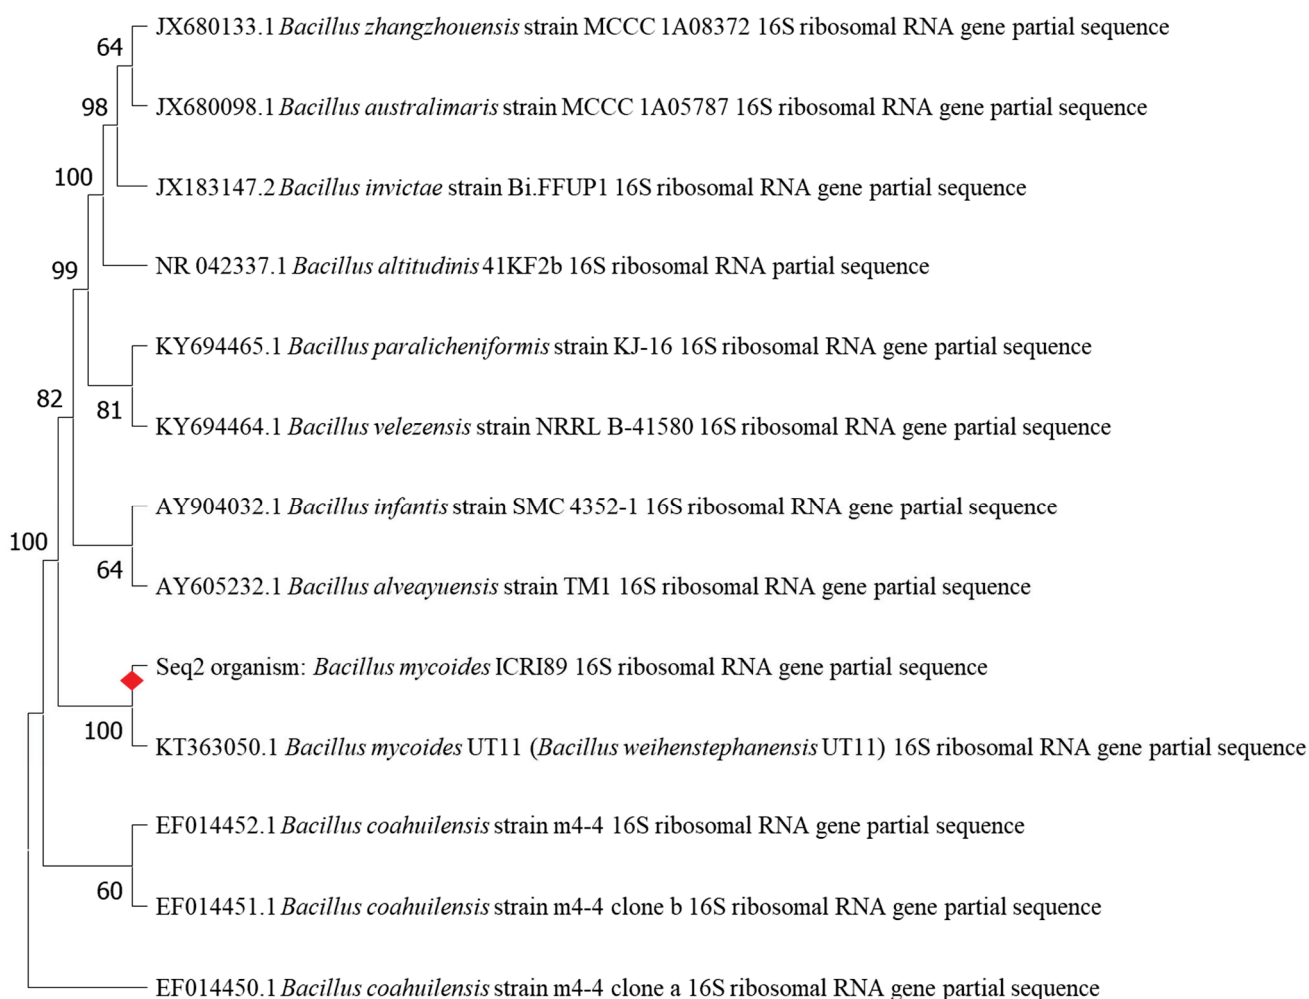 JX680133.1 Bacillus zhangzhouensis strain MCCC 1A08372 16S ribosomal RNA gene partial sequence
64
98
JX680098.1 Bacillus australimaris strain MCCC 1A05787 16S ribosomal RNA gene partial sequence
100
JX183147.2 Bacillus invictae strain Bi.FFUP1 16S ribosomal RNA gene partial sequence
99
NR 042337.1 Bacillus altitudinis 41KF2b 16S ribosomal RNA partial sequence
KY694465.1 Bacillus paralicheniformis strain KJ-16 16S ribosomal RNA gene partial sequence
82
81
KY694464.1 Bacillus velezensis strain NRRL B-41580 16S ribosomal RNA gene partial sequence
AY904032.1 Bacillus infantis strain SMC 4352-1 16S ribosomal RNA gene partial sequence
100
64
AY605232.1 Bacillus alveayuensis strain TM1 16S ribosomal RNA gene partial sequence
Seq2 organism: Bacillus mycoides ICRI89 16S ribosomal RNA gene partial sequence
100
KT363050.1 Bacillus mycoides UT11 (Bacillus weihenstephanensis UT11) 16S ribosomal RNA gene partial sequence
EF014452.1 Bacillus coahuilensis strain m4-4 16S ribosomal RNA gene partial sequence
60
EF014451.1 Bacillus coahuilensis strain m4-4 clone b 16S ribosomal RNA gene partial sequence
EF014450.1 Bacillus coahuilensis strain m4-4 clone a 16S ribosomal RNA gene partial sequence